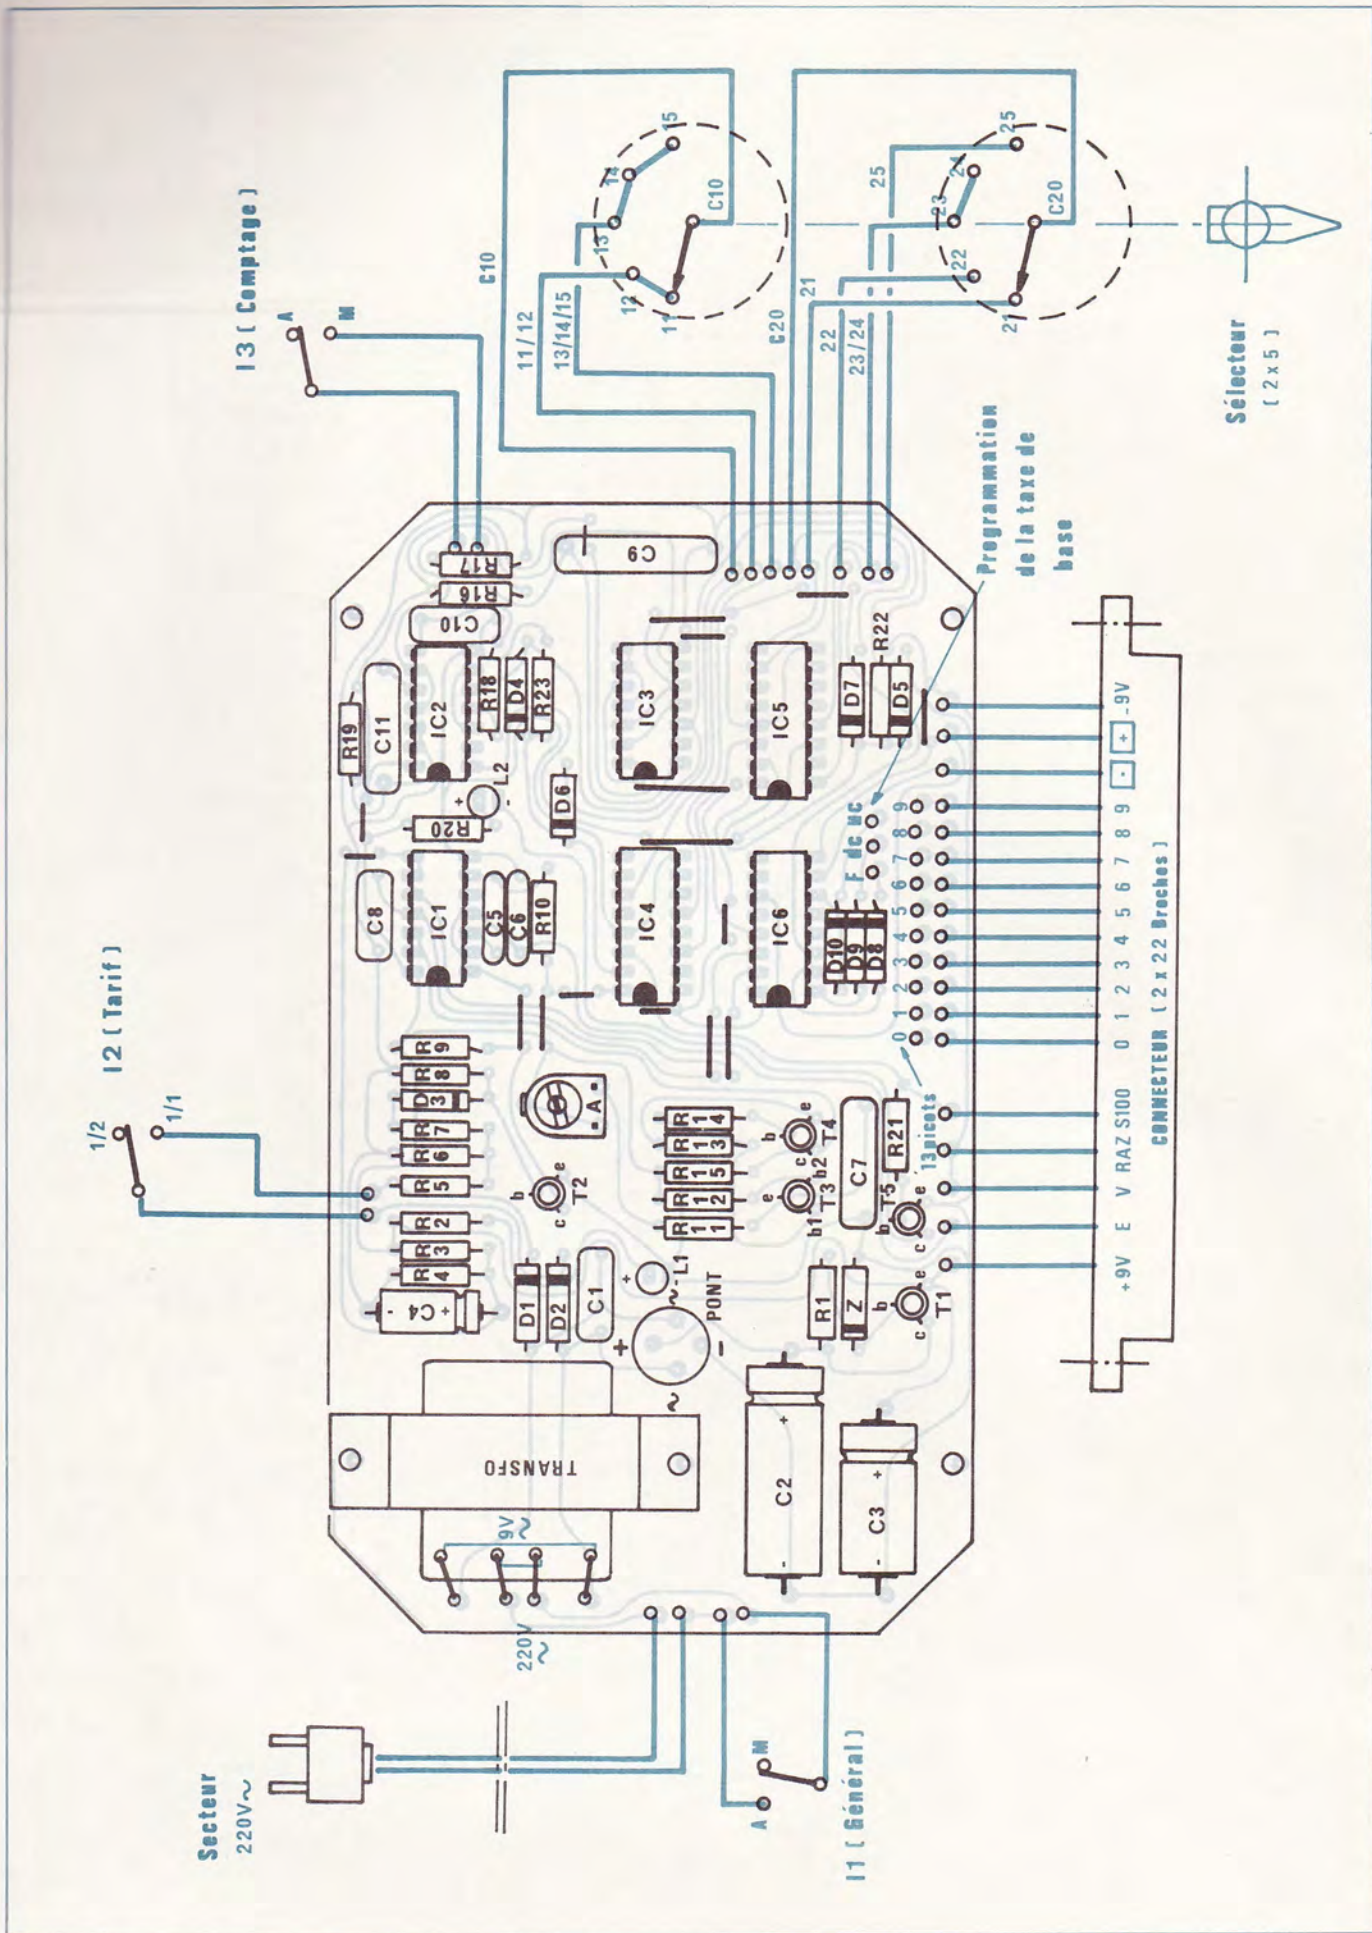 Secteur
220V~
I2 ( Tarif )
1/2
1/1
I3 ( Comptage )
A
M
I1 ( Général )
A
M
220V
~
9V~
TRANSFO
C4
-
+
R4
R3
R2
R5
R6
R7
D3
R8
R9
C8
IC1
R20
L2
+
-
R19
C11
IC2
C10
R16
R17
R18
D4
R23
D6
C9
C5
C6
R10
D1
D2
C1
b
e
c
T2
A
+
-
~
~
PONT
+
-
L1
R11
R12
R15
R13
R14
IC4
IC3
IC6
IC5
C2
-
+
C3
-
+
R1
Z
b
e
c
T1
b
e
c
T5
C7
R21
e
b1
b2
T3
b
e
c
T4
D10
D9
D8
F dC MC
D7
R22
D5
13 picots
0 1 2 3 4 5 6 7 8 9
Programmation
de la taxe de
base
+9V E V RAZ S100 0 1 2 3 4 5 6 7 8 9 - + -9V
CONNECTEUR ( 2 x 22 Broches )
C10
11/12
13/14/15
C20
21
22
23/24
25
11
12
13
14
15
C10
21
22
23
24
25
C20
Sélecteur
( 2 x 5 )